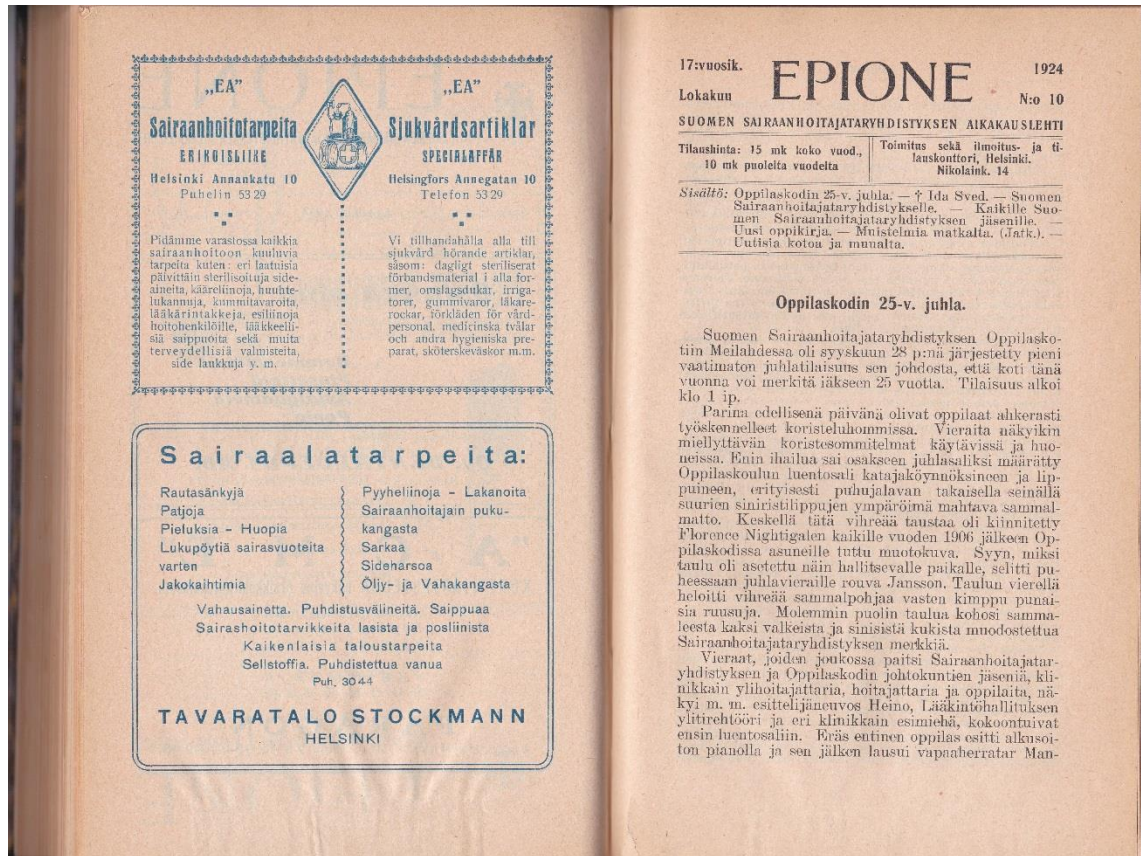 „EA”
Sairaanhoitotarpeita
ERIKOISLIIKE
Helsinki Annankatu 10
Puhelin 53 29
Pidämme varastossa kaikkia
sairaanhoitoon kuuluvia
tarpeita kuten: eri laatuisia
päivittäin sterilisoituja side-
aineita, kääreliinoja, huuhte-
lukannuja, kummitavaroita,
lääkärintakkeja, esiliinoja
hoitohenkilöille, lääkkeelli-
siä saippuoita sekä muita
terveydellisiä valmisteita,
side laukkuja y. m.
„EA”
Sjukvårdsartiklar
SPECIALAFFÄR
Helsingfors Annegatan 10
Telefon 53 29
Vi tillhandahålla alla till
sjukvård hörande artiklar,
såsom: dagligt steriliserat
förbandsmaterial i alla for-
mer, omslagsdukar, irriga-
torer, gummivaror, läkare-
rockar, förkläden för vård-
personal, medicinska tvålar
och andra hygieniska pre-
parat, sköterskeväskor m.m.
Sairaalatarpeita:
Rautasänkyjä
Patjoja
Pieluksia – Huopia
Lukupöytiä sairasvuoteita
varten
Jakokaihtimia
Pyyheliinoja – Lakanoita
Sairaanhoitajain puku-
kangasta
Sarkaa
Sideharsoa
Öljy- ja Vahakangasta
Vahausainetta. Puhdistusvälineitä. Saippuaa
Sairashoitotarvikkeita lasista ja posliinista
Kaikenlaisia taloustarpeita
Sellstoffia. Puhdistettua vanua
Puh. 30 44
TAVARATALO STOCKMANN
HELSINKI
17:vuosik.
Lokakuu
EPIONE
1924
N:o 10
SUOMEN SAIRAANHOITAJATARYHDISTYKSEN AIKAKAUSLEHTI
Tilaushinta: 15 mk koko vuod.,
10 mk puolelta vuodelta
Toimitus sekä ilmoitus- ja ti-
lauskonttori, Helsinki.
Nikolaink. 14
Sisältö: Oppilaskodin 25-v. juhla. — † Ida Sved. — Suomen
Sairaanhoitajataryhdistykselle. — Kaikille Suo-
men Sairaanhoitajataryhdistyksen jäsenille. —
Uusi oppikirja. — Muistelmia matkalta. (Jatk.). —
Uutisia kotoa ja muualta.
Oppilaskodin 25-v. juhla.
Suomen Sairaanhoitajataryhdistyksen Oppilasko-
tiin Meilahdessa oli syyskuun 28 p:nä järjestetty pieni
vaatimaton juhlatilaisuus sen johdosta, että koti tänä
vuonna voi merkitä iäkseen 25 vuotta. Tilaisuus alkoi
klo 1 ip.
Parina edellisenä päivänä olivat oppilaat ahkerasti
työskennelleet koristeluhommissa. Vieraita näkyikin
miellyttävän koristesommitelmat käytävissä ja huo-
neissa. Enin ihailua sai osakseen juhlasaliksi määrätty
Oppilaskoulun luentosali katajaköynnöksineen ja lip-
puineen, erityisesti puhujalavan takaisella seinällä
suurien siniristilippujen ympäröimä mahtava sammal-
matto. Keskellä tätä vihreää taustaa oli kiinnitetty
Florence Nightigalen kaikille vuoden 1906 jälkeen Op-
pilaskodissa asuneille tuttu muotokuva. Syyn, miksi
taulu oli asetettu näin hallitsevalle paikalle, selitti pu-
heessaan juhlavieraille rouva Jansson. Taulun vierellä
heloitti vihreää sammalpohjaa vasten kimppu punai-
sia ruusuja. Molemmin puolin taulua kohosi samma-
leesta kaksi valkeista ja sinisistä kukista muodostettua
Sairaanhoitajataryhdistyksen merkkiä.
Vieraat, joiden joukossa paitsi Sairaanhoitajatar-
yhdistyksen ja Oppilaskodin johtokuntien jäseniä, kli-
nikkain ylihoitajattaria, hoitajattaria ja oppilaita, nä-
kyi m. m. esittelijäneuvos Heino, Lääkintöhallituksen
ylitirehtööri ja eri klinikkain esimiehä, kokoontuivat
ensin luentosaliin. Eräs entinen oppilas esitti alkusoi-
ton pianolla ja sen jälken lausui vapaaherratar Man-